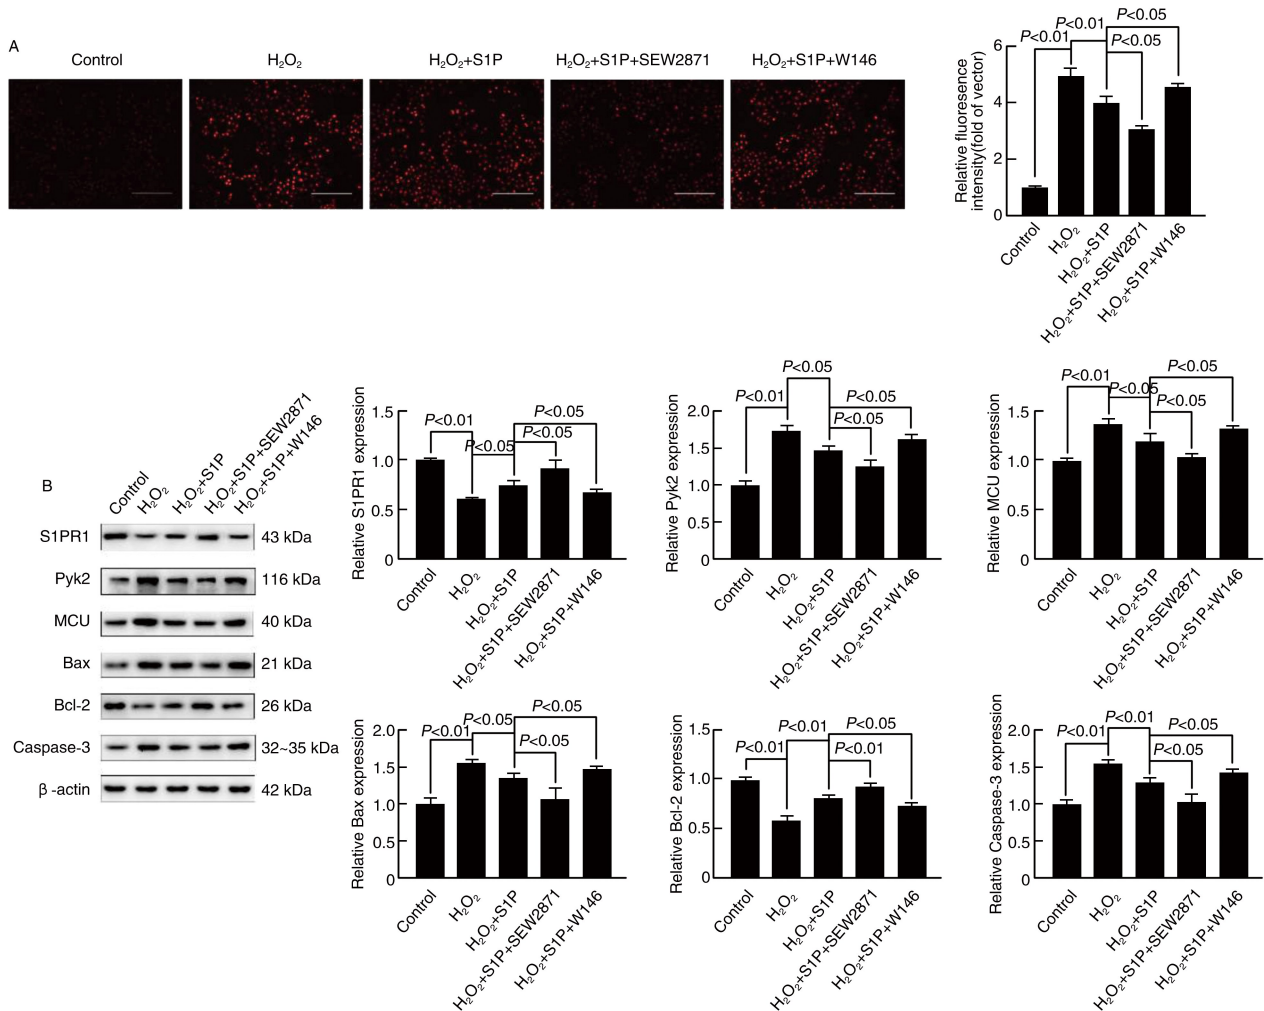 A
Control
H₂O₂
H₂O₂+S1P
H₂O₂+S1P+SEW2871
H₂O₂+S1P+W146
Relative fluoresence
intensity(fold of vector)
6
4
2
0
P<0.01
P<0.01
P<0.05
P<0.05
Control
H₂O₂
H₂O₂+S1P
H₂O₂+S1P+SEW2871
H₂O₂+S1P+W146
B
Control
H₂O₂
H₂O₂+S1P
H₂O₂+S1P+SEW2871
H₂O₂+S1P+W146
S1PR1 43 kDa
Pyk2 116 kDa
MCU 40 kDa
Bax 21 kDa
Bcl-2 26 kDa
Caspase-3 32~35 kDa
β-actin 42 kDa
Relative S1PR1 expression
1.5
1.0
0.5
0
P<0.01
P<0.05
P<0.05
P<0.05
Control
H₂O₂
H₂O₂+S1P
H₂O₂+S1P+SEW2871
H₂O₂+S1P+W146
Relative Pyk2 expression
2.0
1.5
1.0
0.5
0
P<0.01
P<0.05
P<0.05
P<0.05
Control
H₂O₂
H₂O₂+S1P
H₂O₂+S1P+SEW2871
H₂O₂+S1P+W146
Relative MCU expression
1.5
1.0
0.5
0
P<0.01
P<0.05
P<0.05
P<0.05
Control
H₂O₂
H₂O₂+S1P
H₂O₂+S1P+SEW2871
H₂O₂+S1P+W146
Relative Bax expression
2.0
1.5
1.0
0.5
0
P<0.01
P<0.05
P<0.05
P<0.05
Control
H₂O₂
H₂O₂+S1P
H₂O₂+S1P+SEW2871
H₂O₂+S1P+W146
Relative Bcl-2 expression
1.5
1.0
0.5
0
P<0.01
P<0.01
P<0.05
P<0.01
Control
H₂O₂
H₂O₂+S1P
H₂O₂+S1P+SEW2871
H₂O₂+S1P+W146
Relative Caspase-3 expression
2.0
1.5
1.0
0.5
0
P<0.01
P<0.01
P<0.05
P<0.05
Control
H₂O₂
H₂O₂+S1P
H₂O₂+S1P+SEW2871
H₂O₂+S1P+W146